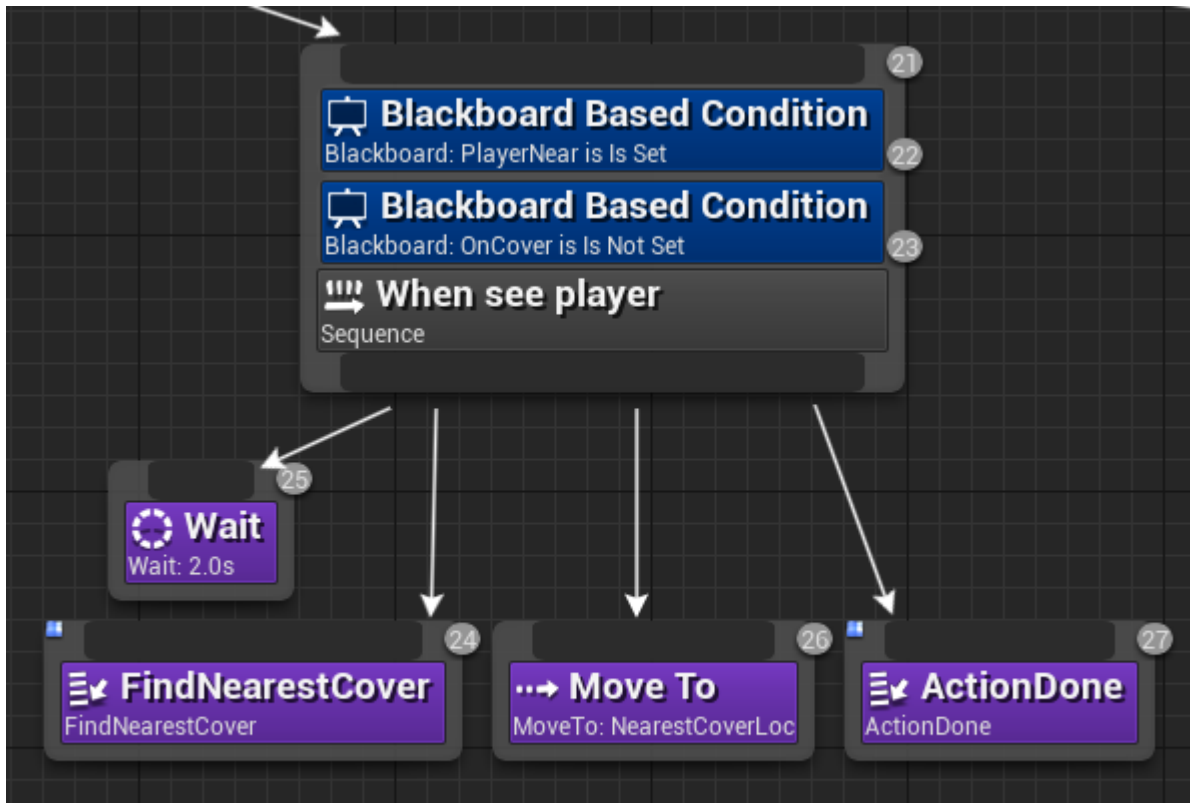 21
Blackboard Based Condition
Blackboard: PlayerNear is Is Set
22
Blackboard Based Condition
Blackboard: OnCover is Is Not Set
23
When see player
Sequence
25
Wait
Wait: 2.0s
24
FindNearestCover
FindNearestCover
26
Move To
MoveTo: NearestCoverLoc
27
ActionDone
ActionDone